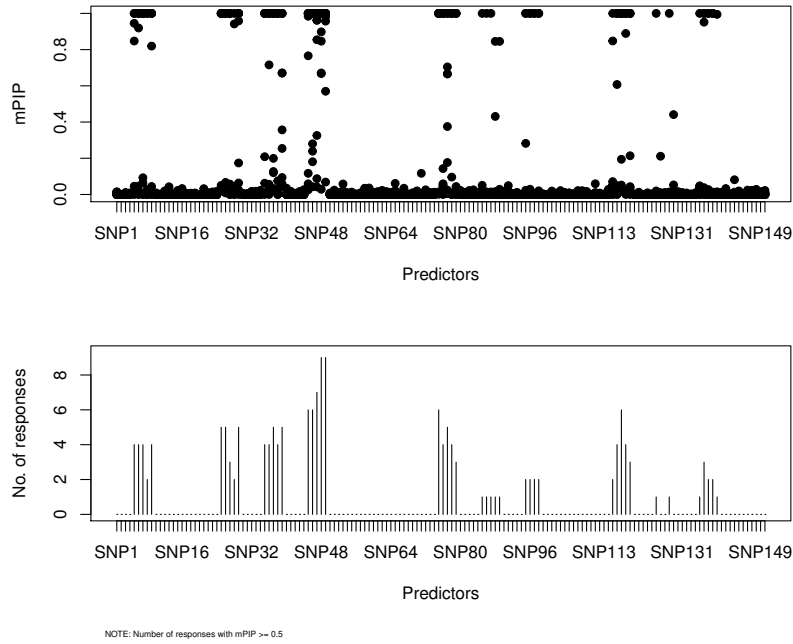 mPIP
0.8
0.4
0.0
SNP1 SNP16 SNP32 SNP48 SNP64 SNP80 SNP96 SNP113 SNP131 SNP149
Predictors
No. of responses
8
6
4
2
0
SNP1 SNP16 SNP32 SNP48 SNP64 SNP80 SNP96 SNP113 SNP131 SNP149
Predictors
NOTE: Number of responses with mPIP >= 0.5